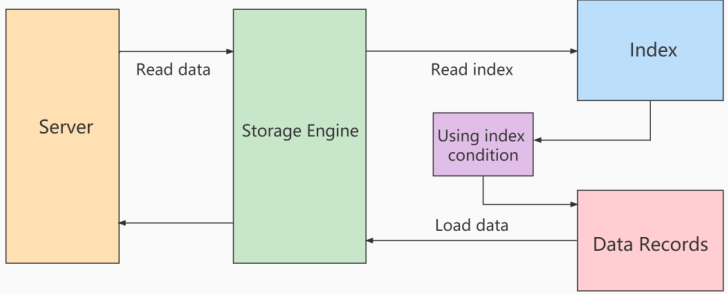 Server
Read data
Storage Engine
Read index
Index
Using index
condition
Load data
Data Records